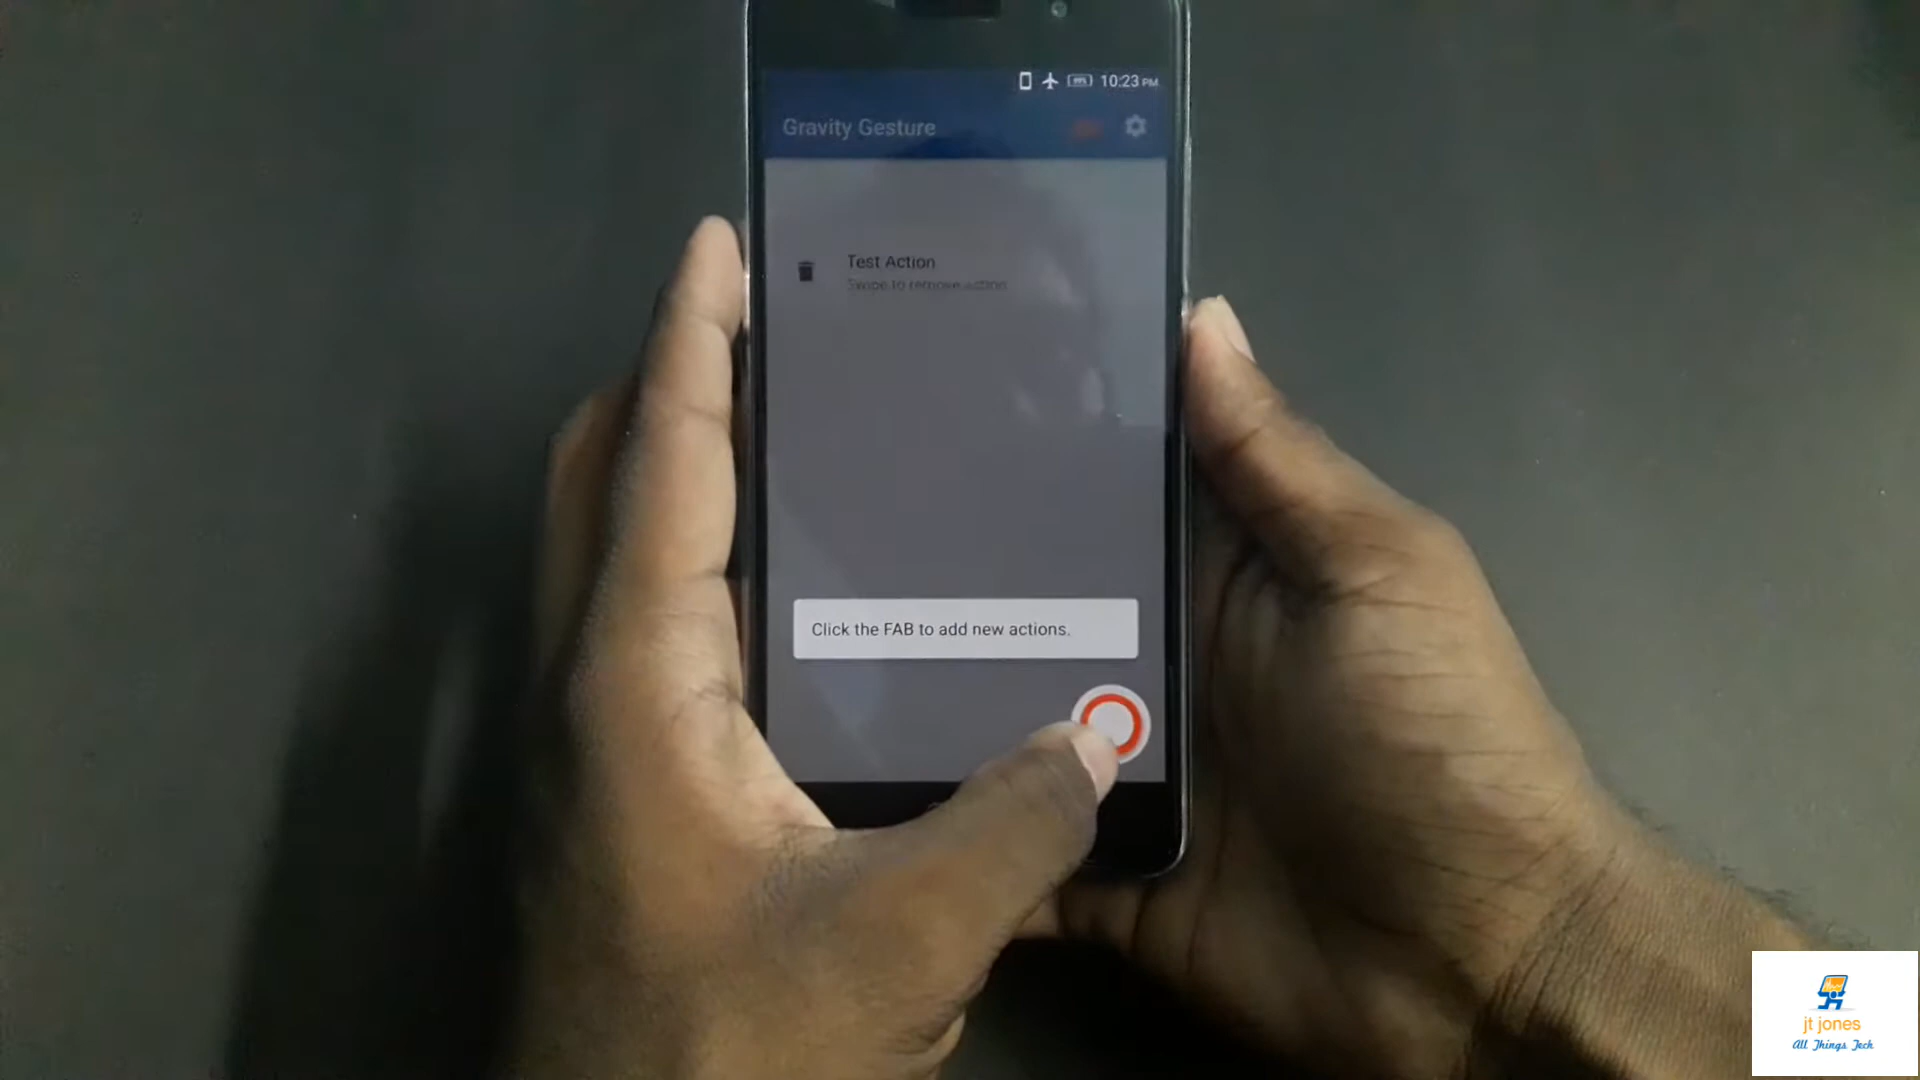 10:23 PM
Gravity Gesture
Test Action
Swipe to remove action
Click the FAB to add new actions.
jt jones
All Things Tech